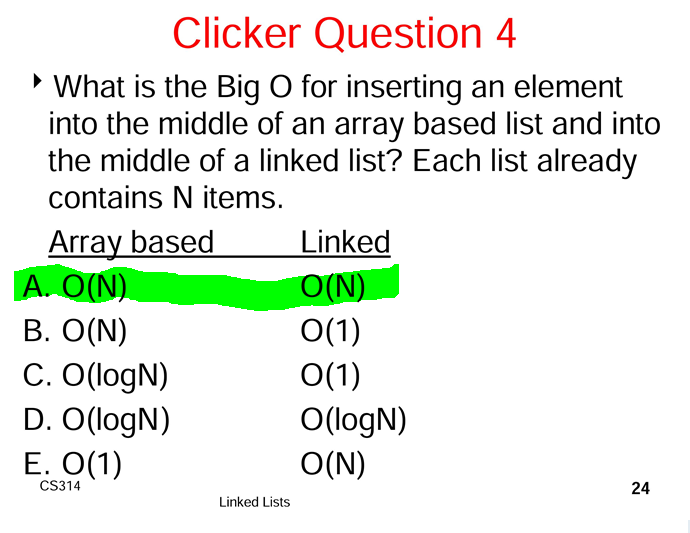 Clicker Question 4
What is the Big O for inserting an element
into the middle of an array based list and into
the middle of a linked list? Each list already
contains N items.
Array based Linked
A. O(N) O(N)
B. O(N) O(1)
C. O(logN) O(1)
D. O(logN) O(logN)
E. O(1) O(N)
CS314
Linked Lists
24